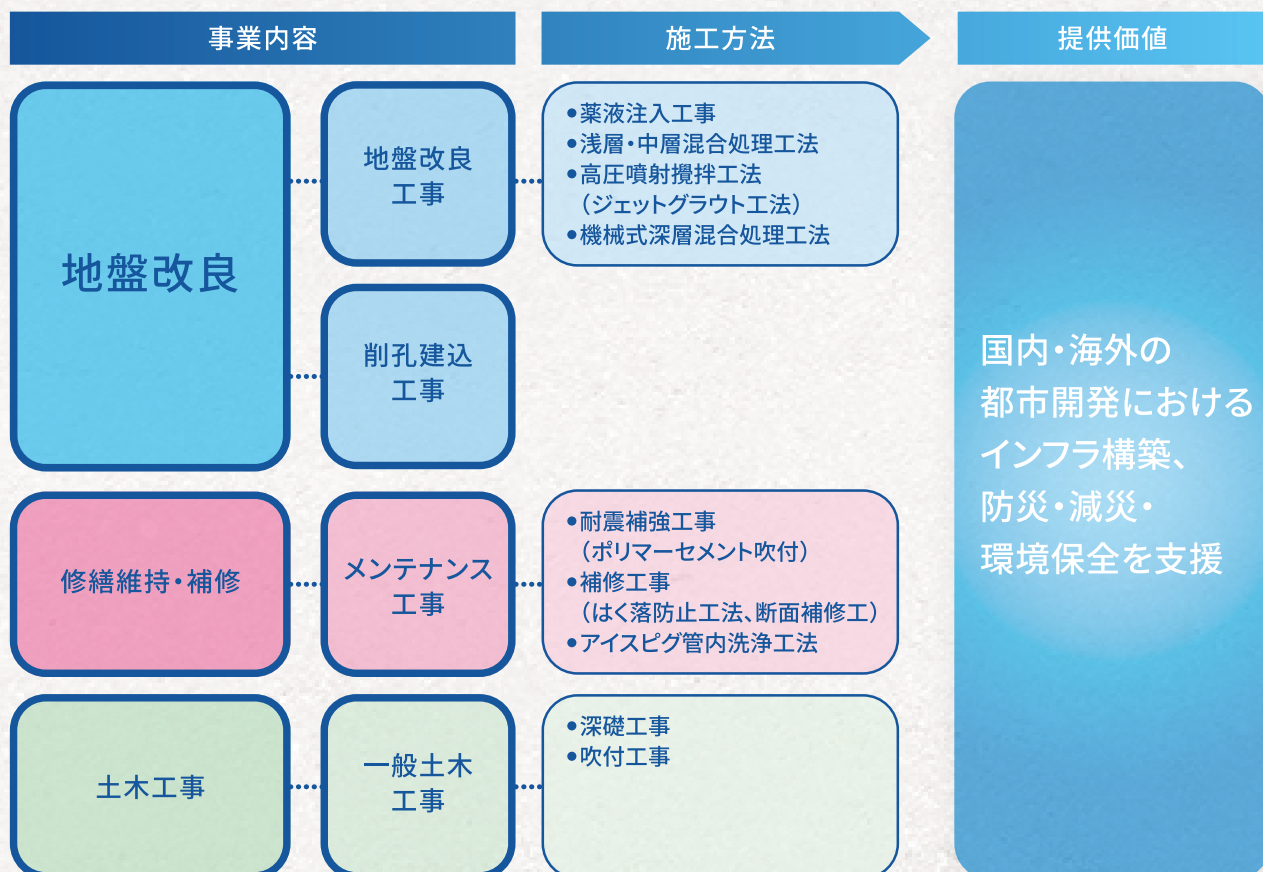 事業内容
施工方法
提供価値
地盤改良
地盤改良
工事
•薬液注入工事
•浅層・中層混合処理工法
•高圧噴射攪拌工法
（ジェットグラウト工法）
•機械式深層混合処理工法
削孔建込
工事
修繕維持・補修
メンテナンス
工事
•耐震補強工事
（ポリマーセメント吹付）
•補修工事
（はく落防止工法、断面補修工）
•アイスピグ管内洗浄工法
土木工事
一般土木
工事
•深礎工事
•吹付工事
国内・海外の
都市開発における
インフラ構築、
防災・減災・
環境保全を支援